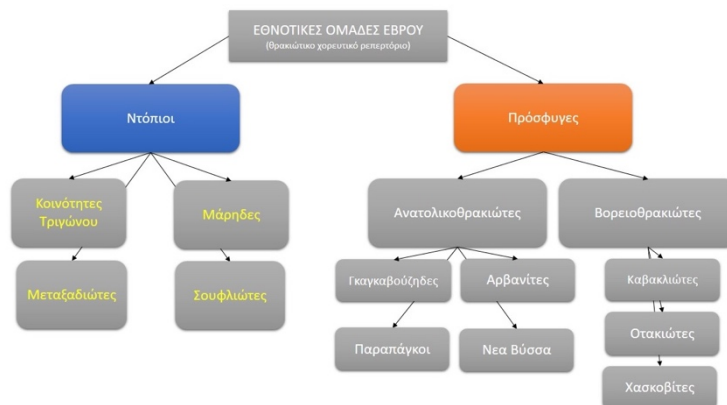 ΕΘΝΟΤΙΚΕΣ ΟΜΑΔΕΣ ΕΒΡΟΥ
(θρακιώτικο χορευτικό ρεπερτόριο)
Ντόπιοι
Πρόσφυγες
Κοινότητες
Τριγώνου
Μάρηδες
Μεταξαδιώτες
Σουφλιώτες
Ανατολικοθρακιώτες
Βορειοθρακιώτες
Γκαγκαβούζηδες
Αρβανίτες
Παραπάγκοι
Νεα Βύσσα
Καβακλιώτες
Οτακιώτες
Χασκοβίτες